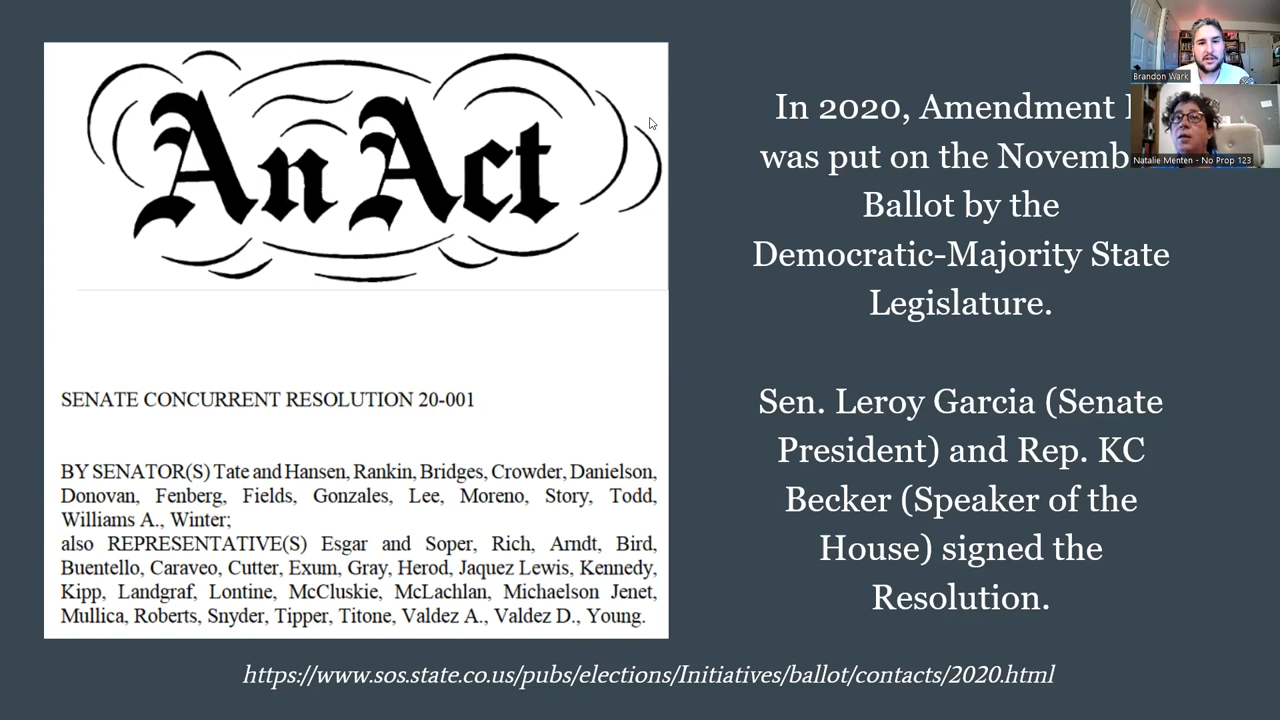 An Act
SENATE CONCURRENT RESOLUTION 20-001
BY SENATOR(S) Tate and Hansen, Rankin, Bridges, Crowder, Danielson,
Donovan, Fenberg, Fields, Gonzales, Lee, Moreno, Story, Todd,
Williams A., Winter;
also REPRESENTATIVE(S) Esgar and Soper, Rich, Arndt, Bird,
Buentello, Caraveo, Cutter, Exum, Gray, Herod, Jaquez Lewis, Kennedy,
Kipp, Landgraf, Lontine, McCluskie, McLachlan, Michaelson Jenet,
Mullica, Roberts, Snyder, Tipper, Titone, Valdez A., Valdez D., Young.
In 2020, Amendment
was put on the Novemb
Ballot by the
Democratic-Majority State
Legislature.
Sen. Leroy Garcia (Senate
President) and Rep. KC
Becker (Speaker of the
House) signed the
Resolution.
https://www.sos.state.co.us/pubs/elections/Initiatives/ballot/contacts/2020.html
Brandon Wark
Natalie Menten - No Prop 123